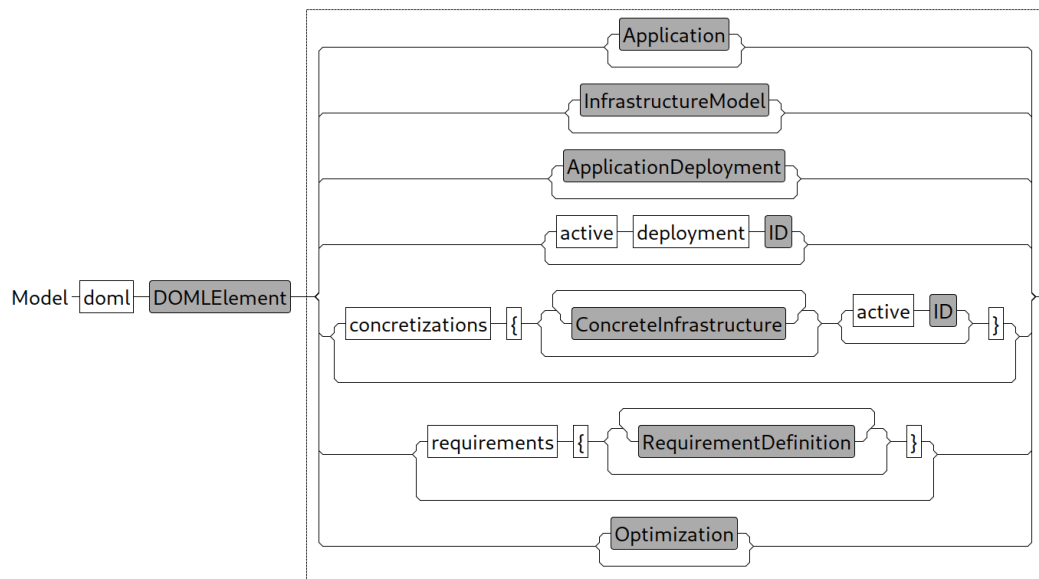 Application
InfrastructureModel
ApplicationDeployment
active deployment ID
Model doml DOMLElement
concretizations { ConcreteInfrastructure active ID }
requirements { RequirementDefinition }
Optimization